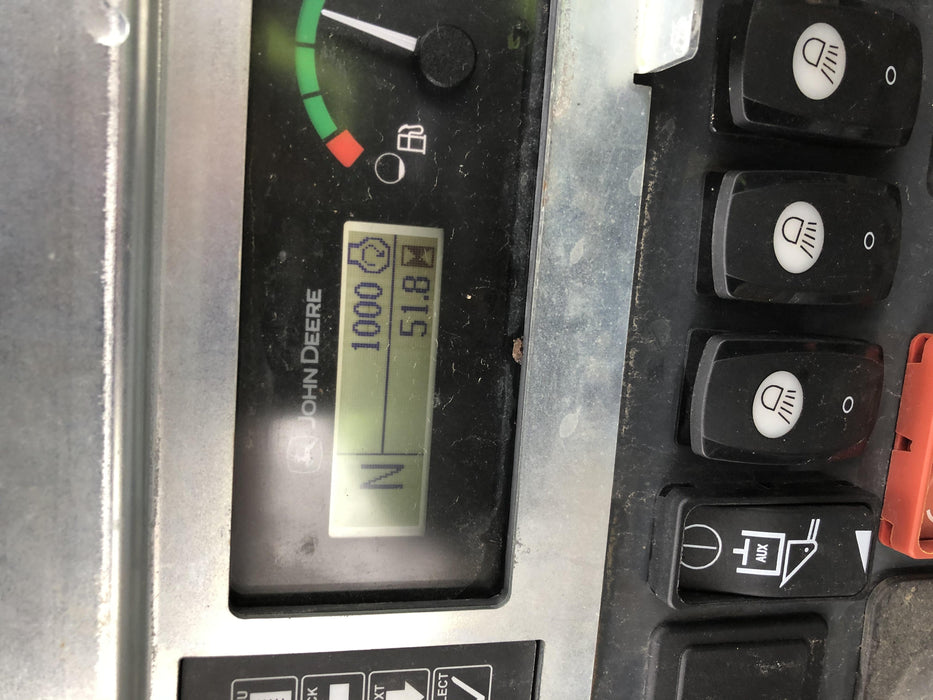 JOHN DEERE
1000
51.8
N
AUX